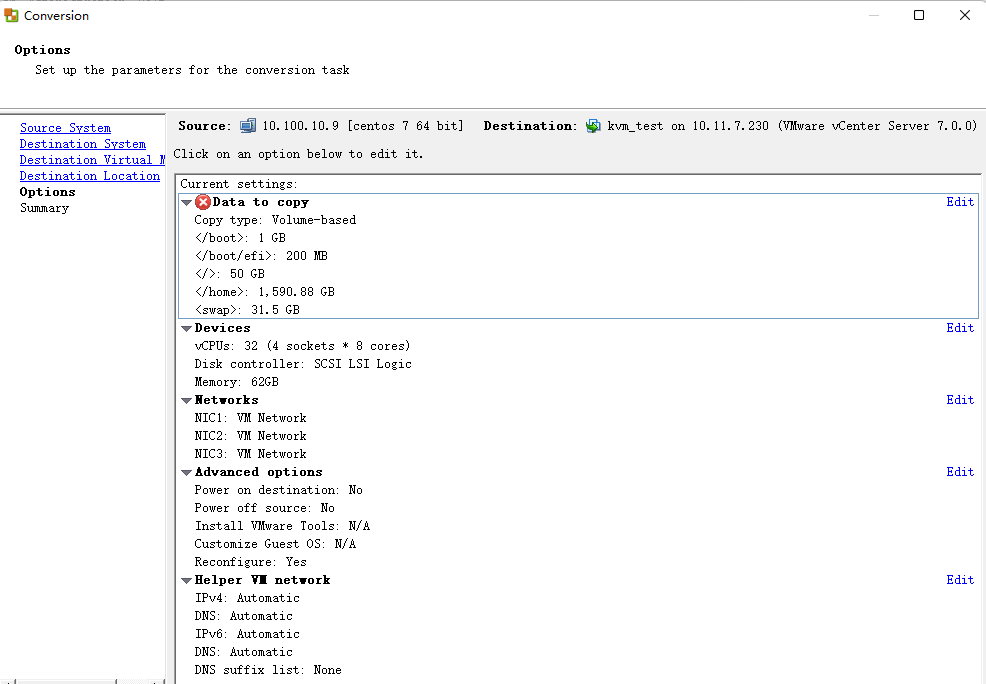 Conversion
Options
Set up the parameters for the conversion task
Source System
Destination System
Destination Virtual M
Destination Location
Options
Summary
Source: 10.100.10.9 [centos 7 64 bit] Destination: kvm_test on 10.11.7.230 (VMware vCenter Server 7.0.0)
Click on an option below to edit it.
Current settings:
Data to copy Edit
Copy type: Volume-based
</boot>: 1 GB
</boot/efi>: 200 MB
</>: 50 GB
</home>: 1,590.88 GB
<swap>: 31.5 GB
Devices Edit
vCPUs: 32 (4 sockets * 8 cores)
Disk controller: SCSI LSI Logic
Memory: 62GB
Networks Edit
NIC1: VM Network
NIC2: VM Network
NIC3: VM Network
Advanced options Edit
Power on destination: No
Power off source: No
Install VMware Tools: N/A
Customize Guest OS: N/A
Reconfigure: Yes
Helper VM network Edit
IPv4: Automatic
DNS: Automatic
IPv6: Automatic
DNS: Automatic
DNS suffix list: None